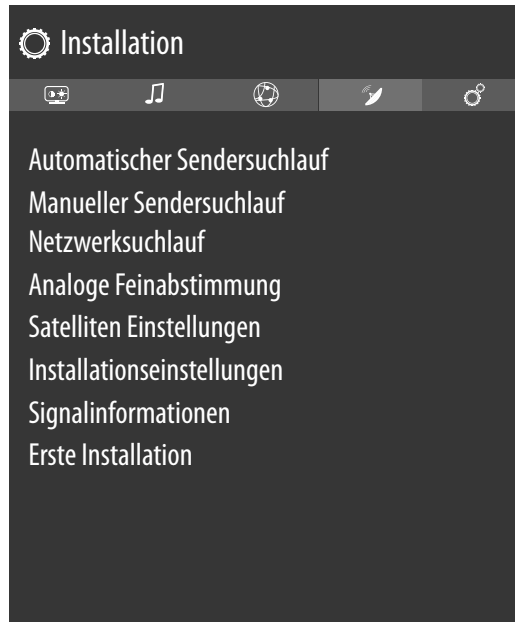 Installation
Automatischer Sendersuchlauf
Manueller Sendersuchlauf
Netzwerksuchlauf
Analoge Feinabstimmung
Satelliten Einstellungen
Installationseinstellungen
Signalinformationen
Erste Installation